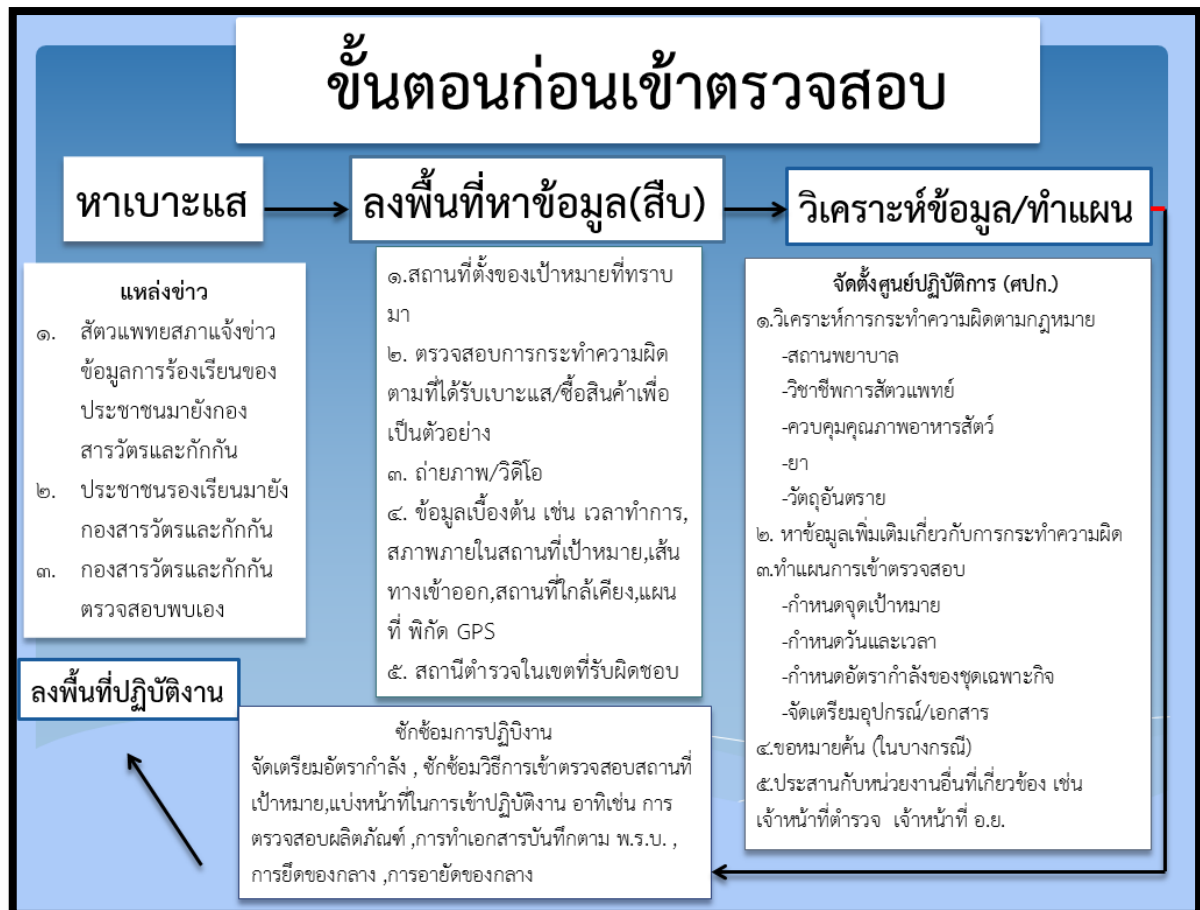 ขั้นตอนก่อนเข้าตรวจสอบ
หาเบาะแส
ลงพื้นที่หาข้อมูล(สืบ)
วิเคราะห์ข้อมูล/ทำแผน
แหล่งข่าว
๑. สัตวแพทยสภาแจ้งข่าว
ข้อมูลการร้องเรียนของ
ประชาชนมายังกอง
สารวัตรและกักกัน
๒. ประชาชนรองเรียนมายัง
กองสารวัตรและกักกัน
๓. กองสารวัตรและกักกัน
ตรวจสอบพบเอง
๑.สถานที่ตั้งของเป้าหมายที่ทราบ
มา
๒. ตรวจสอบการกระทำความผิด
ตามที่ได้รับเบาะแส/ซื้อสินค้าเพื่อ
เป็นตัวอย่าง
๓. ถ่ายภาพ/วิดิโอ
๔. ข้อมูลเบื้องต้น เช่น เวลาทำการ,
สภาพภายในสถานที่เป้าหมาย,เส้น
ทางเข้าออก,สถานที่ใกล้เคียง,แผน
ที่ พิกัด GPS
๕. สถานีตำรวจในเขตที่รับผิดชอบ
จัดตั้งศูนย์ปฏิบัติการ (ศปก.)
๑.วิเคราะห์การกระทำความผิดตามกฎหมาย
-สถานพยาบาล
-วิชาชีพการสัตวแพทย์
-ควบคุมคุณภาพอาหารสัตว์
-ยา
-วัตถุอันตราย
๒. หาข้อมูลเพิ่มเติมเกี่ยวกับการกระทำความผิด
๓.ทำแผนการเข้าตรวจสอบ
-กำหนดจุดเป้าหมาย
-กำหนดวันและเวลา
-กำหนดอัตรากำลังของชุดเฉพาะกิจ
-จัดเตรียมอุปกรณ์/เอกสาร
๔.ขอหมายค้น (ในบางกรณี)
๕.ประสานกับหน่วยงานอื่นที่เกี่ยวข้อง เช่น
เจ้าหน้าที่ตำรวจ เจ้าหน้าที่ อ.ย.
ซักซ้อมการปฏิบิงาน
จัดเตรียมอัตรากำลัง , ซักซ้อมวิธีการเข้าตรวจสอบสถานที่
เป้าหมาย,แบ่งหน้าที่ในการเข้าปฏิบัติงาน อาทิเช่น การ
ตรวจสอบผลิตภัณฑ์ ,การทำเอกสารบันทึกตาม พ.ร.บ. ,
การยึดของกลาง ,การอายัดของกลาง
ลงพื้นที่ปฏิบัติงาน